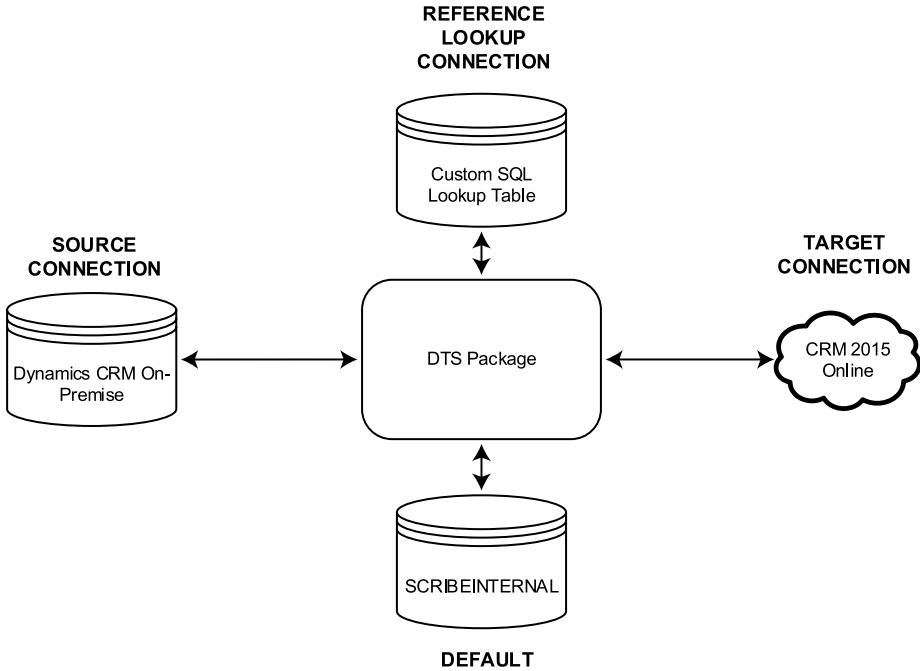 REFERENCE
LOOKUP
CONNECTION
Custom SQL
Lookup Table
SOURCE
CONNECTION
Dynamics CRM On-
Premise
DTS Package
TARGET
CONNECTION
CRM 2015
Online
SCRIBEINTERNAL
DEFAULT